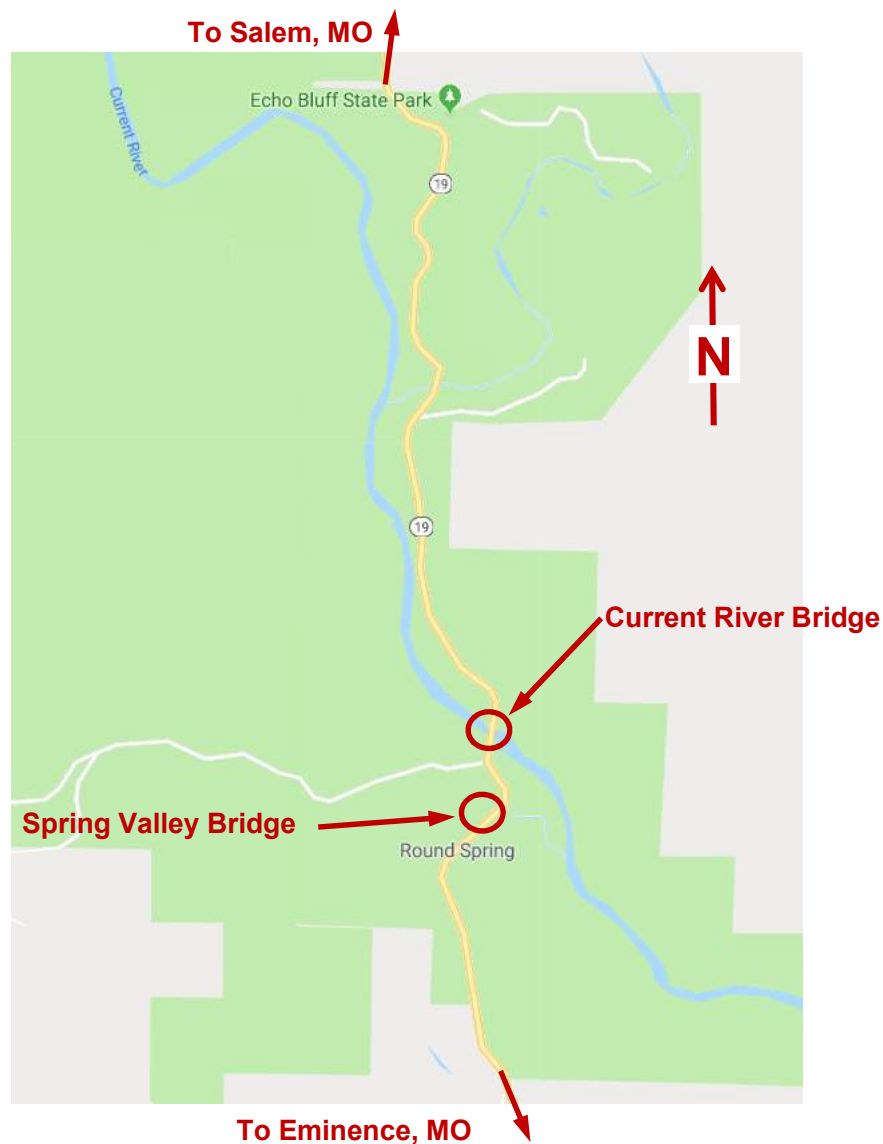 To Salem, MO
Echo Bluff State Park
Current River
19
N
19
Current River Bridge
Spring Valley Bridge
Round Spring
To Eminence, MO